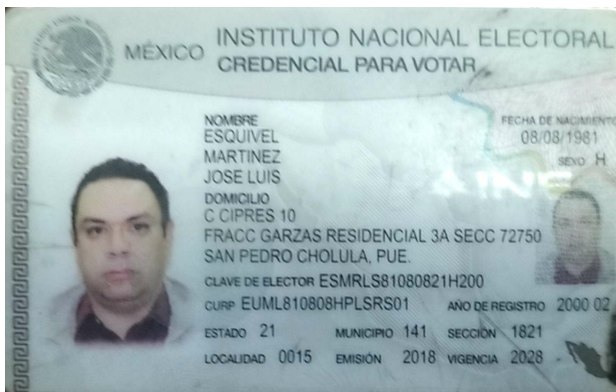 MÉXICO INSTITUTO NACIONAL ELECTORAL
CREDENCIAL PARA VOTAR
NOMBRE
ESQUIVEL
MARTINEZ
JOSE LUIS
FECHA DE NACIMIENTO
08/08/1981
SEXO H
DOMICILIO
C CIPRES 10
FRACC GARZAS RESIDENCIAL 3A SECC 72750
SAN PEDRO CHOLULA, PUE.
CLAVE DE ELECTOR ESMRLS81080821H200
CURP EUML810808HPLSRS01 AÑO DE REGISTRO 2000 02
ESTADO 21 MUNICIPIO 141 SECCIÓN 1821
LOCALIDAD 0015 EMISIÓN 2018 VIGENCIA 2028